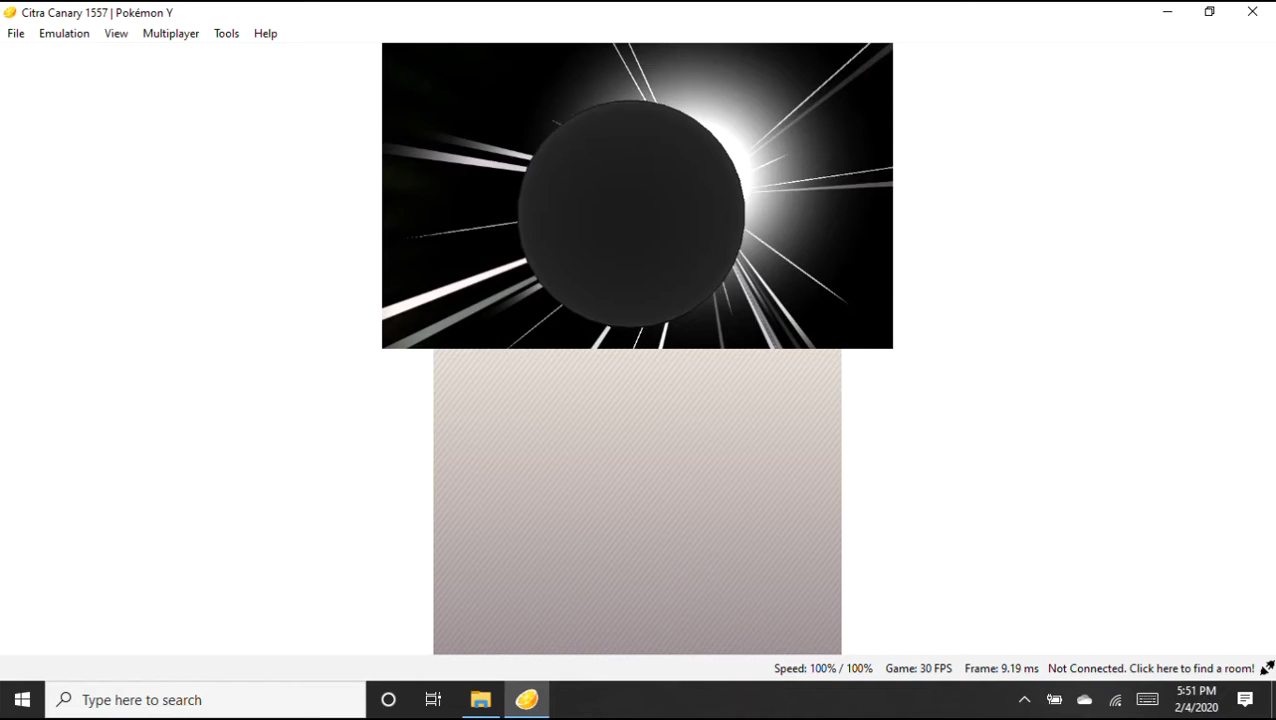 Citra Canary 1557 | Pokémon Y
File Emulation View Multiplayer Tools Help
Speed: 100% / 100% Game: 30 FPS Frame: 9.19 ms Not Connected. Click here to find a room!
Type here to search
5:51 PM
2/4/2020